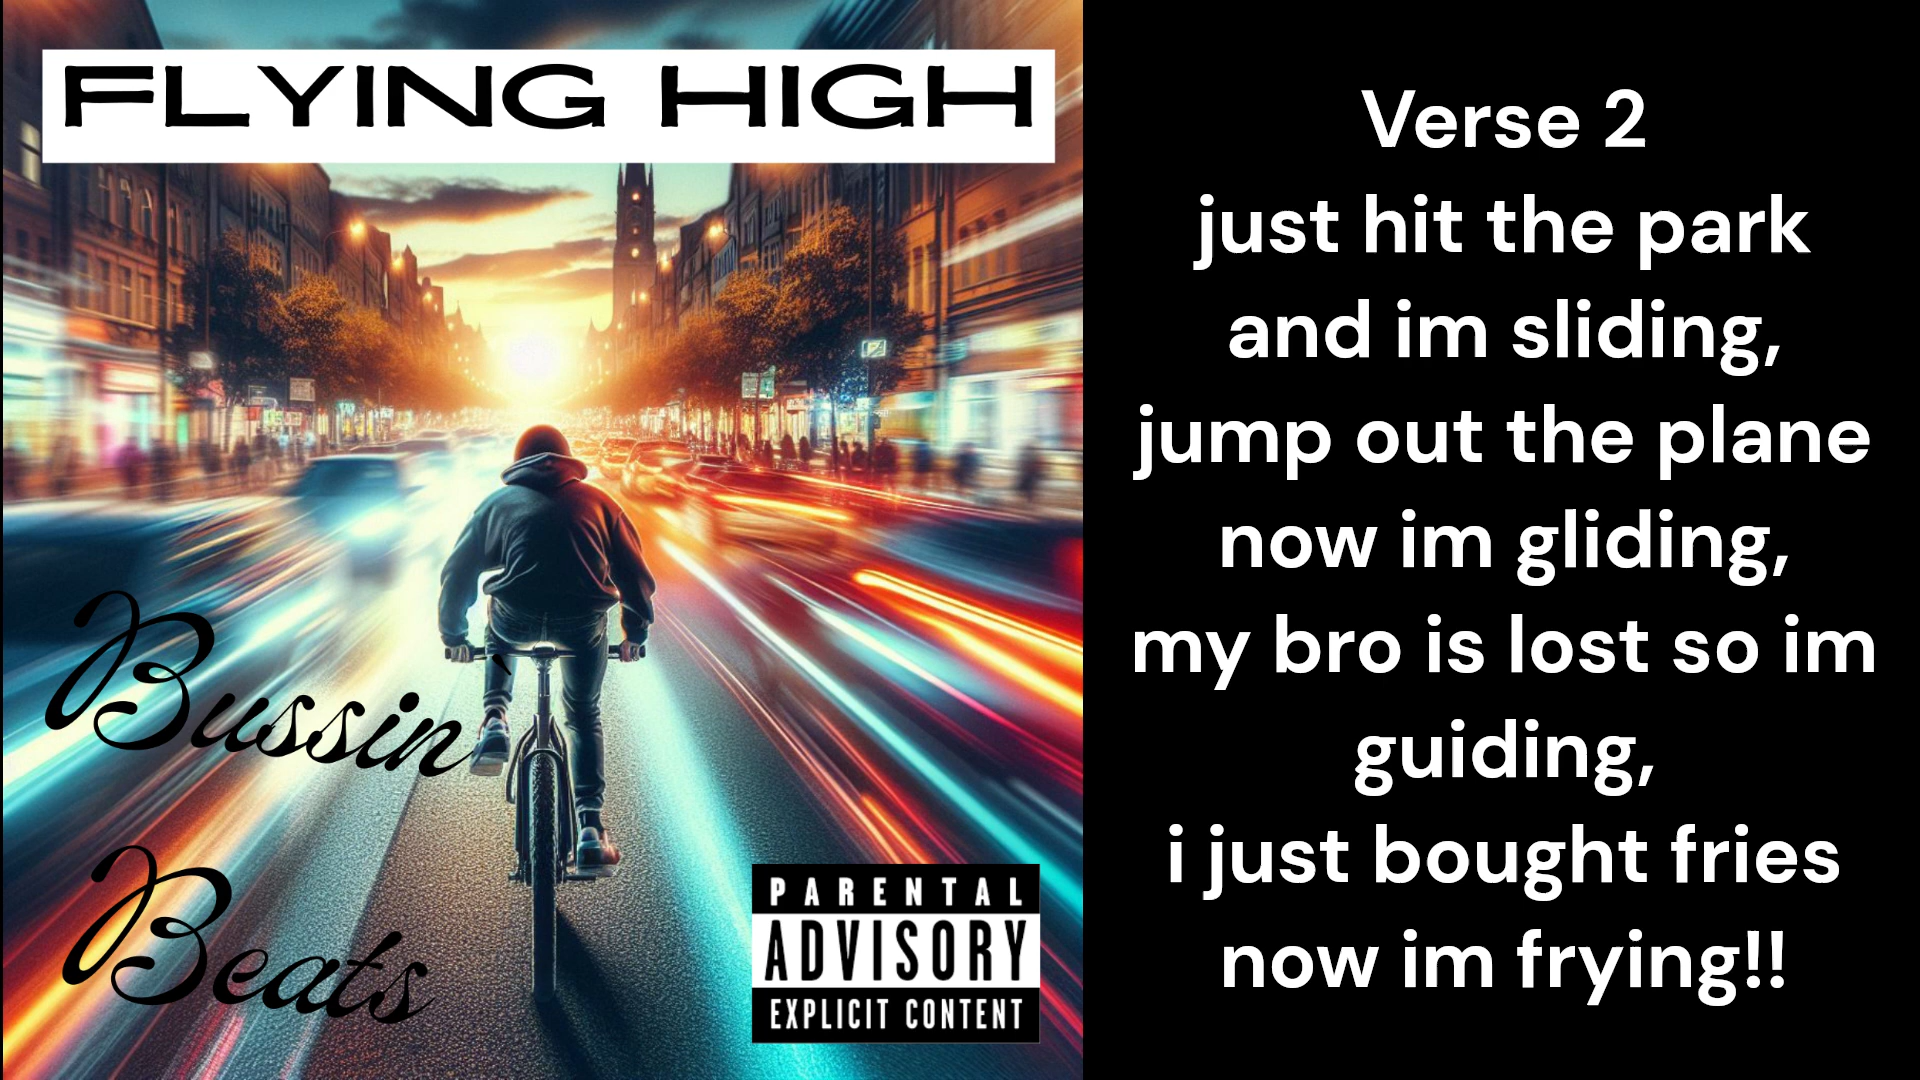 FLYING HIGH
Bussin'
Beats
PARENTAL
ADVISORY
EXPLICIT CONTENT
Verse 2
just hit the park
and im sliding,
jump out the plane
now im gliding,
my bro is lost so im
guiding,
i just bought fries
now im frying!!